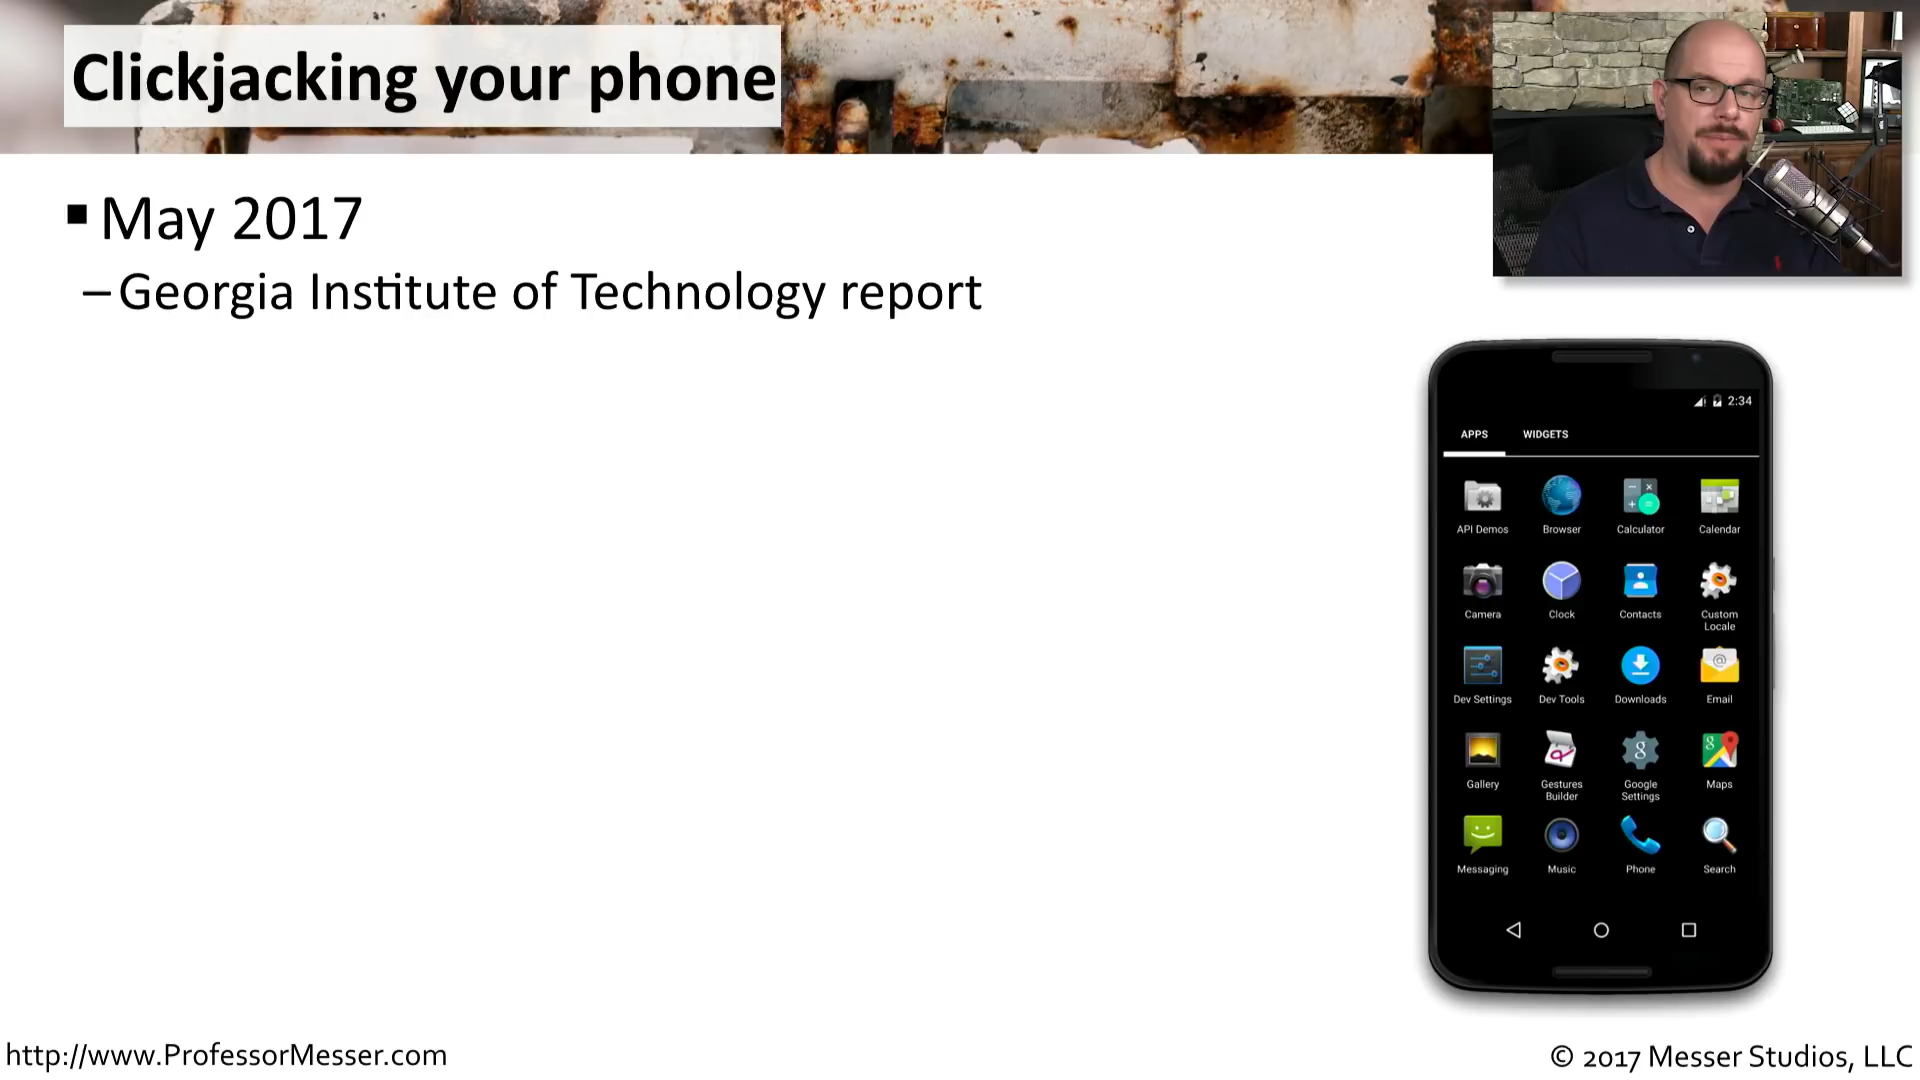 Clickjacking your phone
▪ May 2017
– Georgia Institute of Technology report
2:34
APPS WIDGETS
API Demos Browser Calculator Calendar
Camera Clock Contacts Custom Locale
Dev Settings Dev Tools Downloads Email
Gallery Gestures Builder Google Settings Maps
Messaging Music Phone Search
http://www.ProfessorMesser.com
© 2017 Messer Studios, LLC